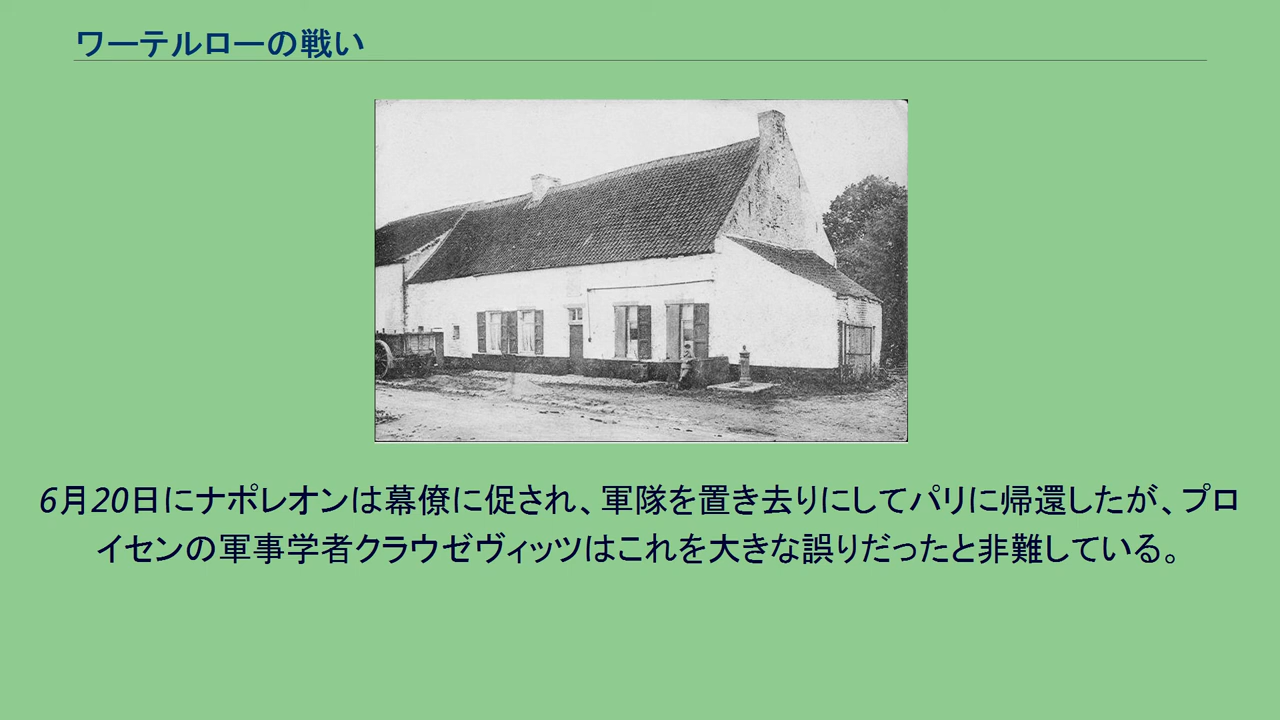 ワーテルローの戦い
6月20日にナポレオンは幕僚に促され、軍隊を置き去りにしてパリに帰還したが、プロ
イセンの軍事学者クラウゼヴィッツはこれを大きな誤りだったと非難している。